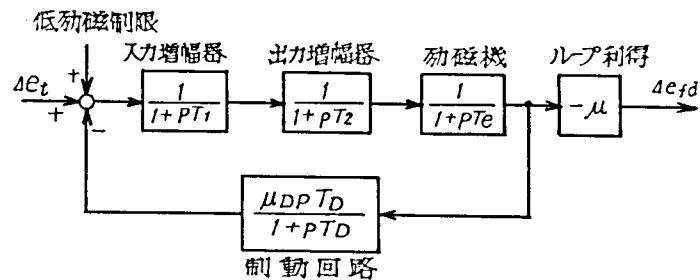 低励磁制限
入力増幅器
出力増幅器
励磁機
ループ利得
Δet
+
+
−
1
1+PT1
1
1+PT2
1
1+PTe
−μ
Δefd
μDPTD
1+PTD
制動回路